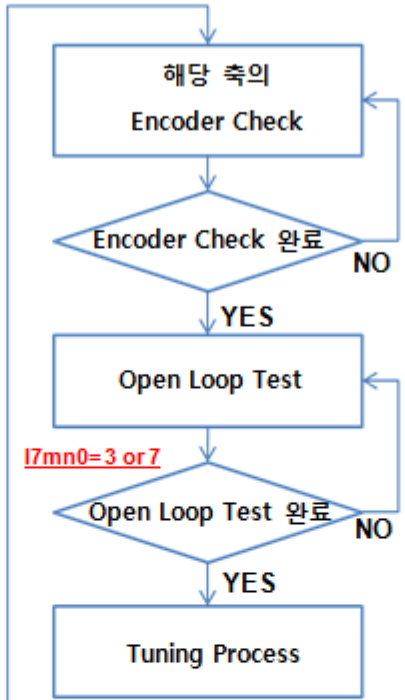 해당 축의
Encoder Check
Encoder Check 완료
NO
YES
Open Loop Test
I7mn0= 3 or 7
Open Loop Test 완료
NO
YES
Tuning Process